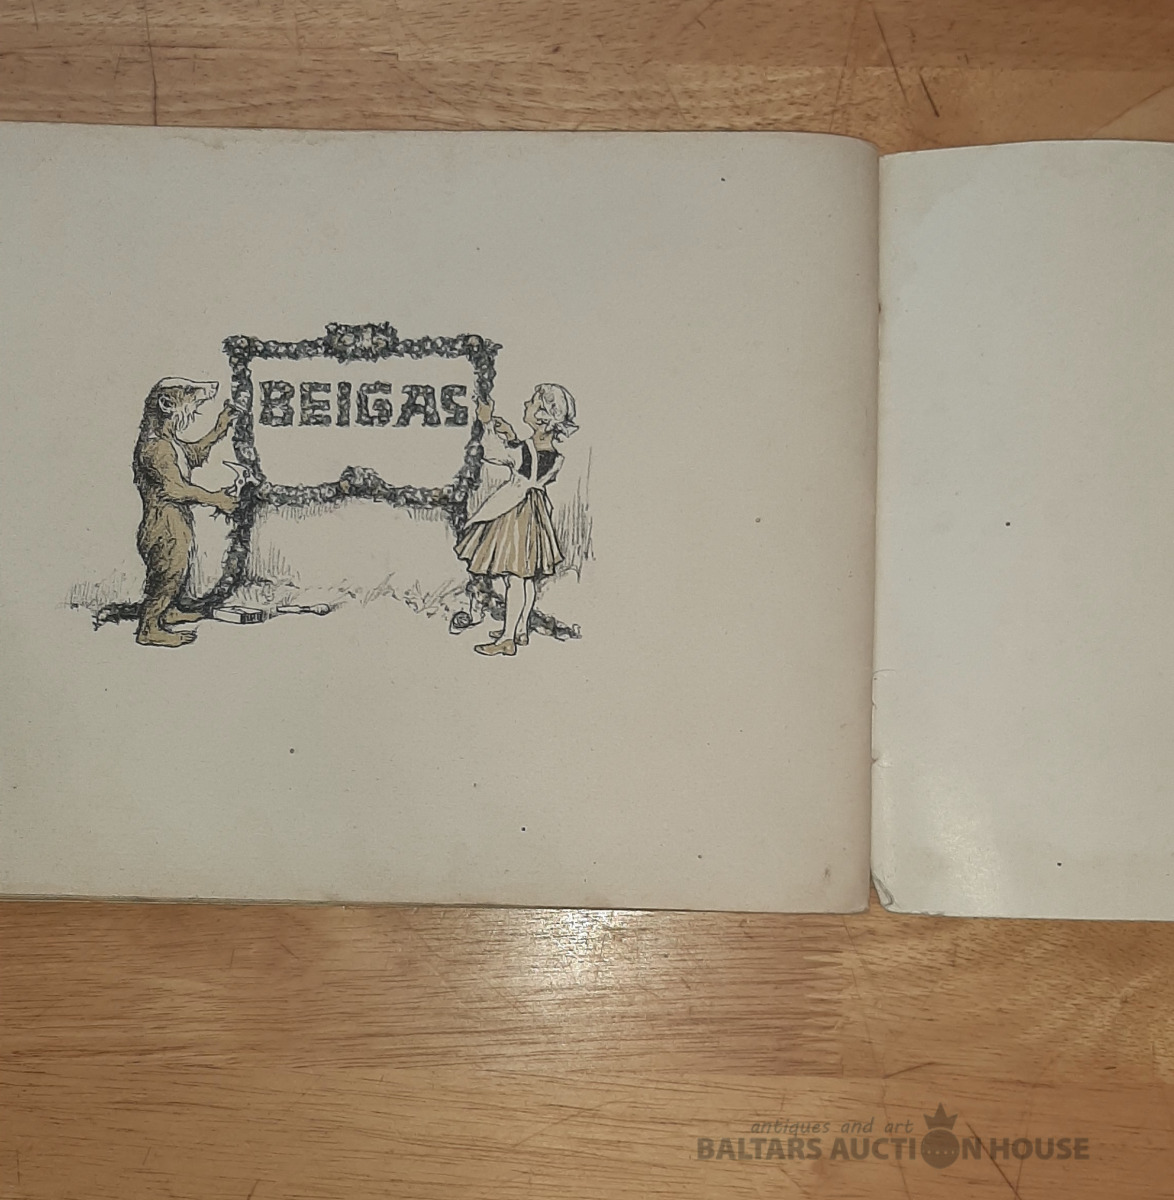 BEIGAS
antiques and art
BALTARS AUCTION HOUSE